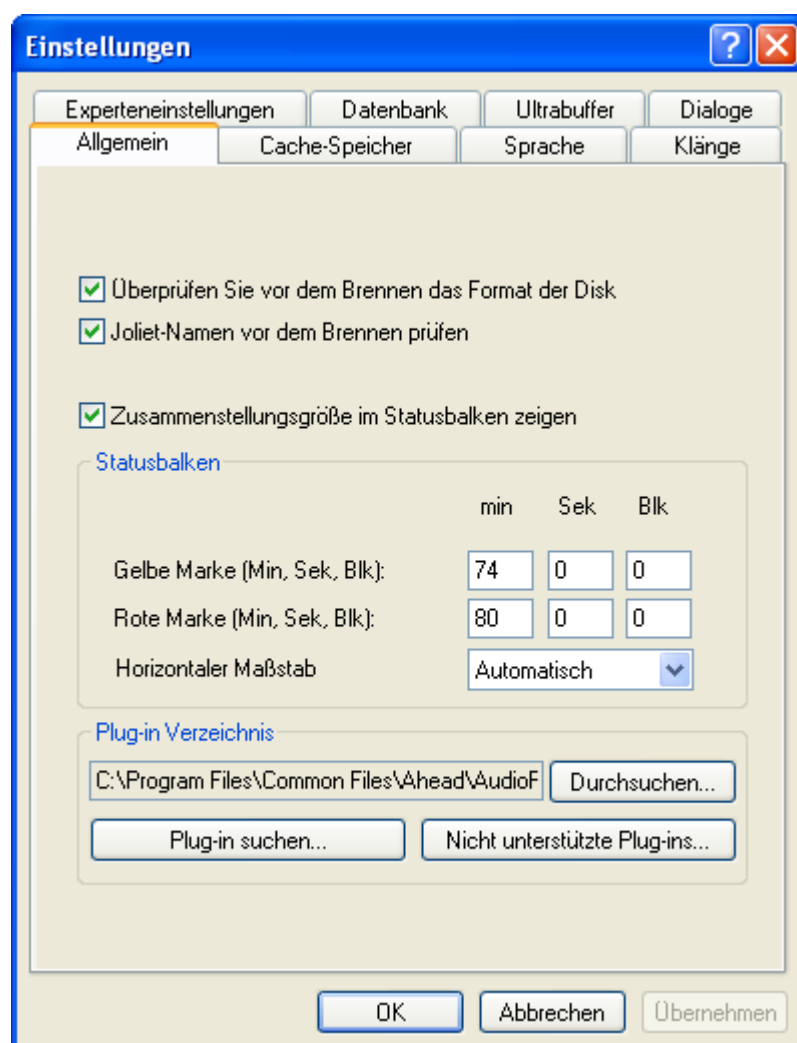 Einstellungen
Experteneinstellungen Datenbank Ultrabuffer Dialoge
Allgemein Cache-Speicher Sprache Klänge
Überprüfen Sie vor dem Brennen das Format der Disk
Joliet-Namen vor dem Brennen prüfen
Zusammenstellungsgröße im Statusbalken zeigen
Statusbalken
min Sek Blk
Gelbe Marke (Min, Sek, Blk): 74 0 0
Rote Marke (Min, Sek, Blk): 80 0 0
Horizontaler Maßstab Automatisch
Plug-in Verzeichnis
C:\Program Files\Common Files\Ahead\AudioF Durchsuchen...
Plug-in suchen... Nicht unterstützte Plug-ins...
OK Abbrechen Übernehmen